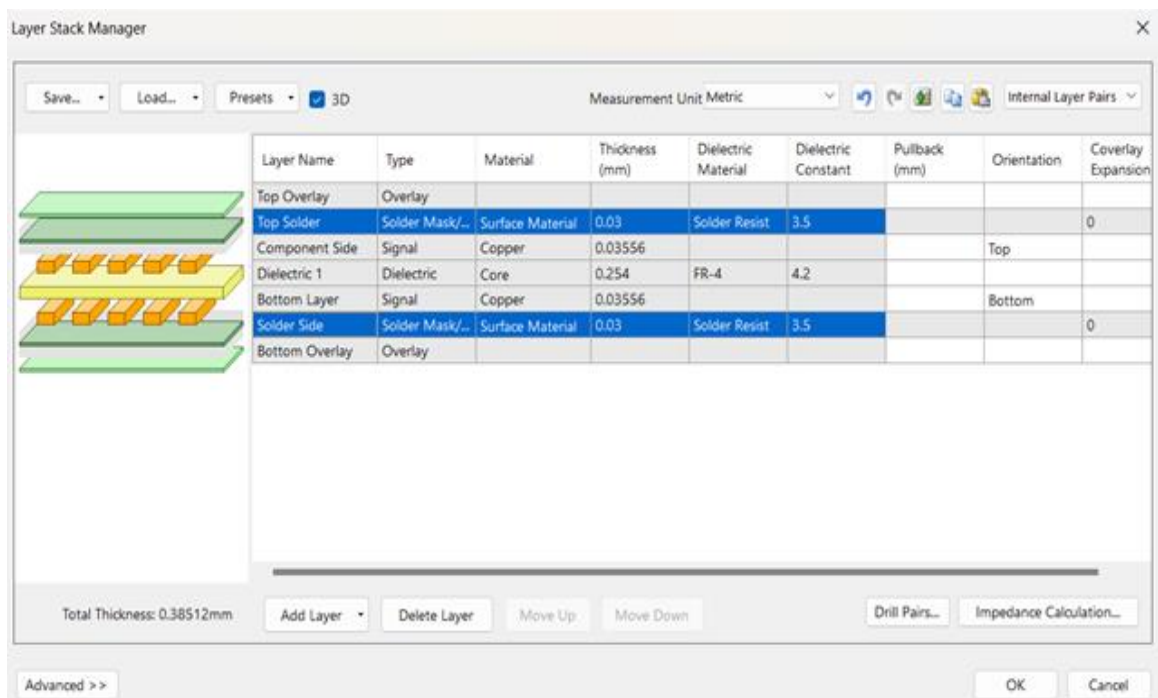 Layer Stack Manager
Save... Load... Presets 3D Measurement Unit Metric Internal Layer Pairs
Layer Name Type Material Thickness (mm) Dielectric Material Dielectric Constant Pullback (mm) Orientation Coverlay Expansion
Top Overlay Overlay
Top Solder Solder Mask/... Surface Material 0.03 Solder Resist 3.5 0
Component Side Signal Copper 0.03556 Top
Dielectric 1 Dielectric Core 0.254 FR-4 4.2
Bottom Layer Signal Copper 0.03556 Bottom
Solder Side Solder Mask/... Surface Material 0.03 Solder Resist 3.5 0
Bottom Overlay Overlay
Total Thickness: 0.38512mm Add Layer Delete Layer Move Up Move Down Drill Pairs... Impedance Calculation...
Advanced >> OK Cancel